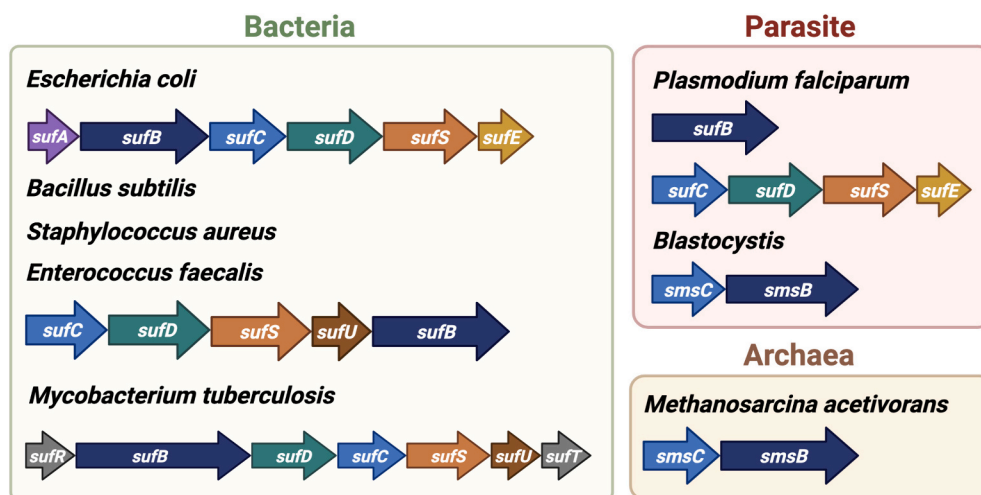 Bacteria
Escherichia coli
sufA sufB sufC sufD sufS sufE
Bacillus subtilis
Staphylococcus aureus
Enterococcus faecalis
sufC sufD sufS sufU sufB
Mycobacterium tuberculosis
sufR sufB sufD sufC sufS sufU sufT
Parasite
Plasmodium falciparum
sufB
sufC sufD sufS sufE
Blastocystis
smsC smsB
Archaea
Methanosarcina acetivorans
smsC smsB